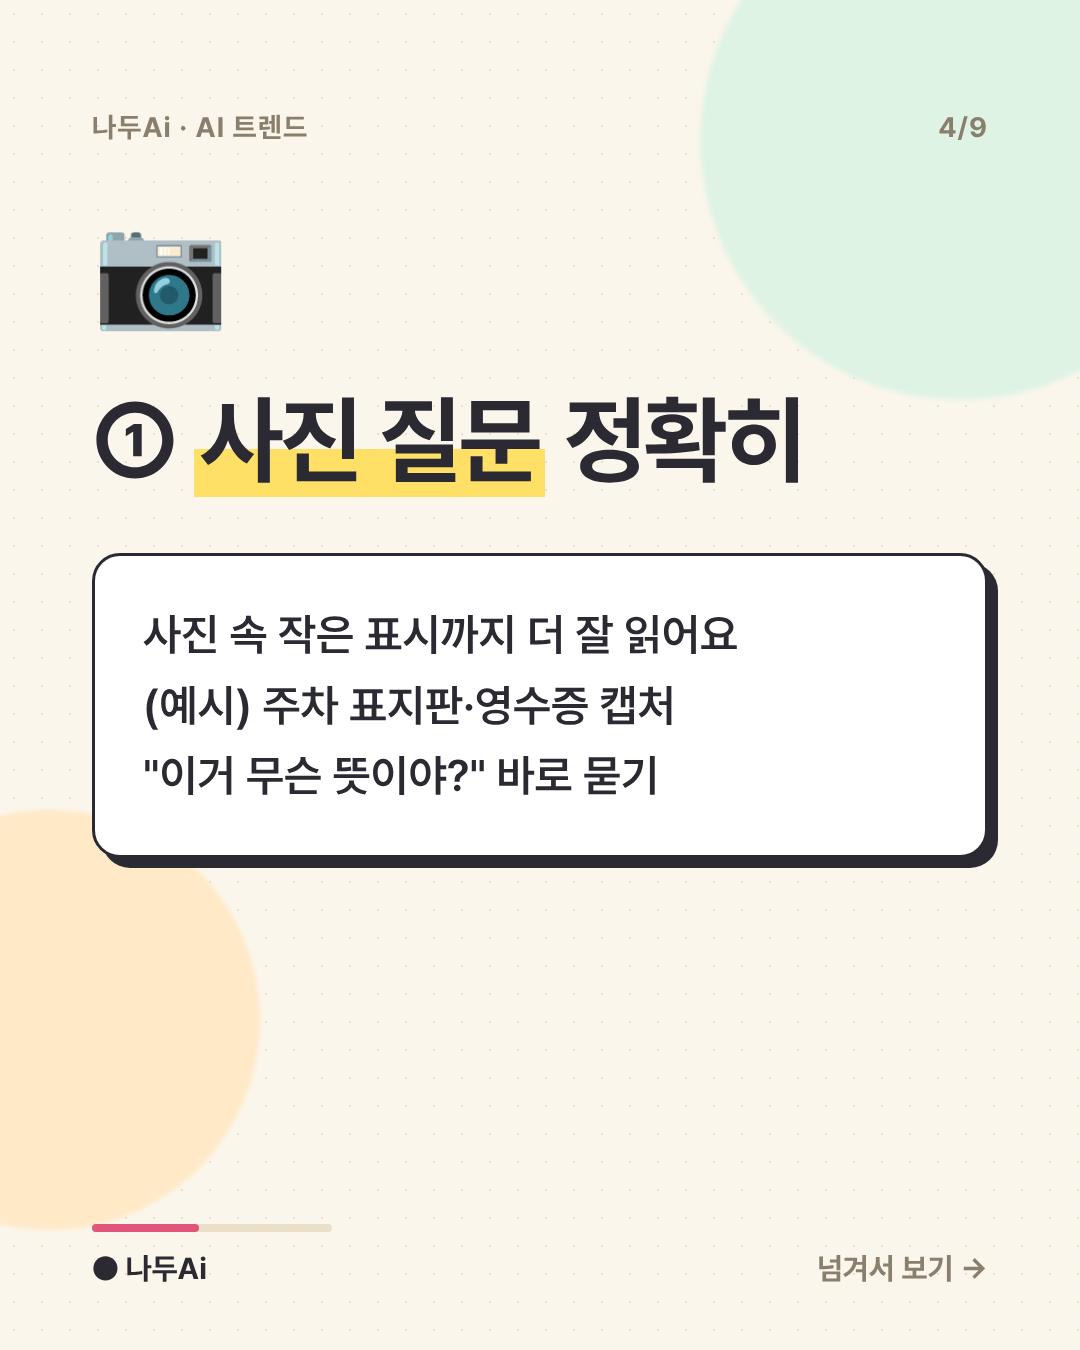 나두Ai · AI 트렌드
4/9
① 사진 질문 정확히
사진 속 작은 표시까지 더 잘 읽어요
(예시) 주차 표지판·영수증 캡처
"이거 무슨 뜻이야?" 바로 묻기
● 나두Ai
넘겨서 보기 →